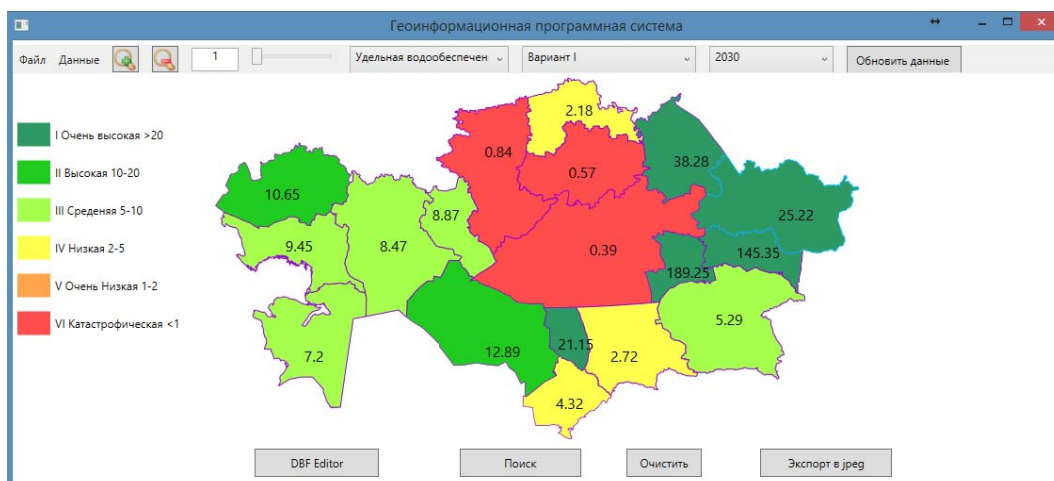 Геоинформационная программная система
Файл Данные 1 Удельная водообеспечен Вариант I 2030 Обновить данные
I Очень высокая >20
II Высокая 10-20
III Среденяя 5-10
IV Низкая 2-5
V Очень Низкая 1-2
VI Катастрофическая <1
2.18
0.84
0.57
38.28
10.65
8.87
25.22
9.45
8.47
0.39
145.35
189.25
5.29
7.2
12.89
21.15
2.72
4.32
DBF Editor Поиск Очистить Экспорт в jpeg